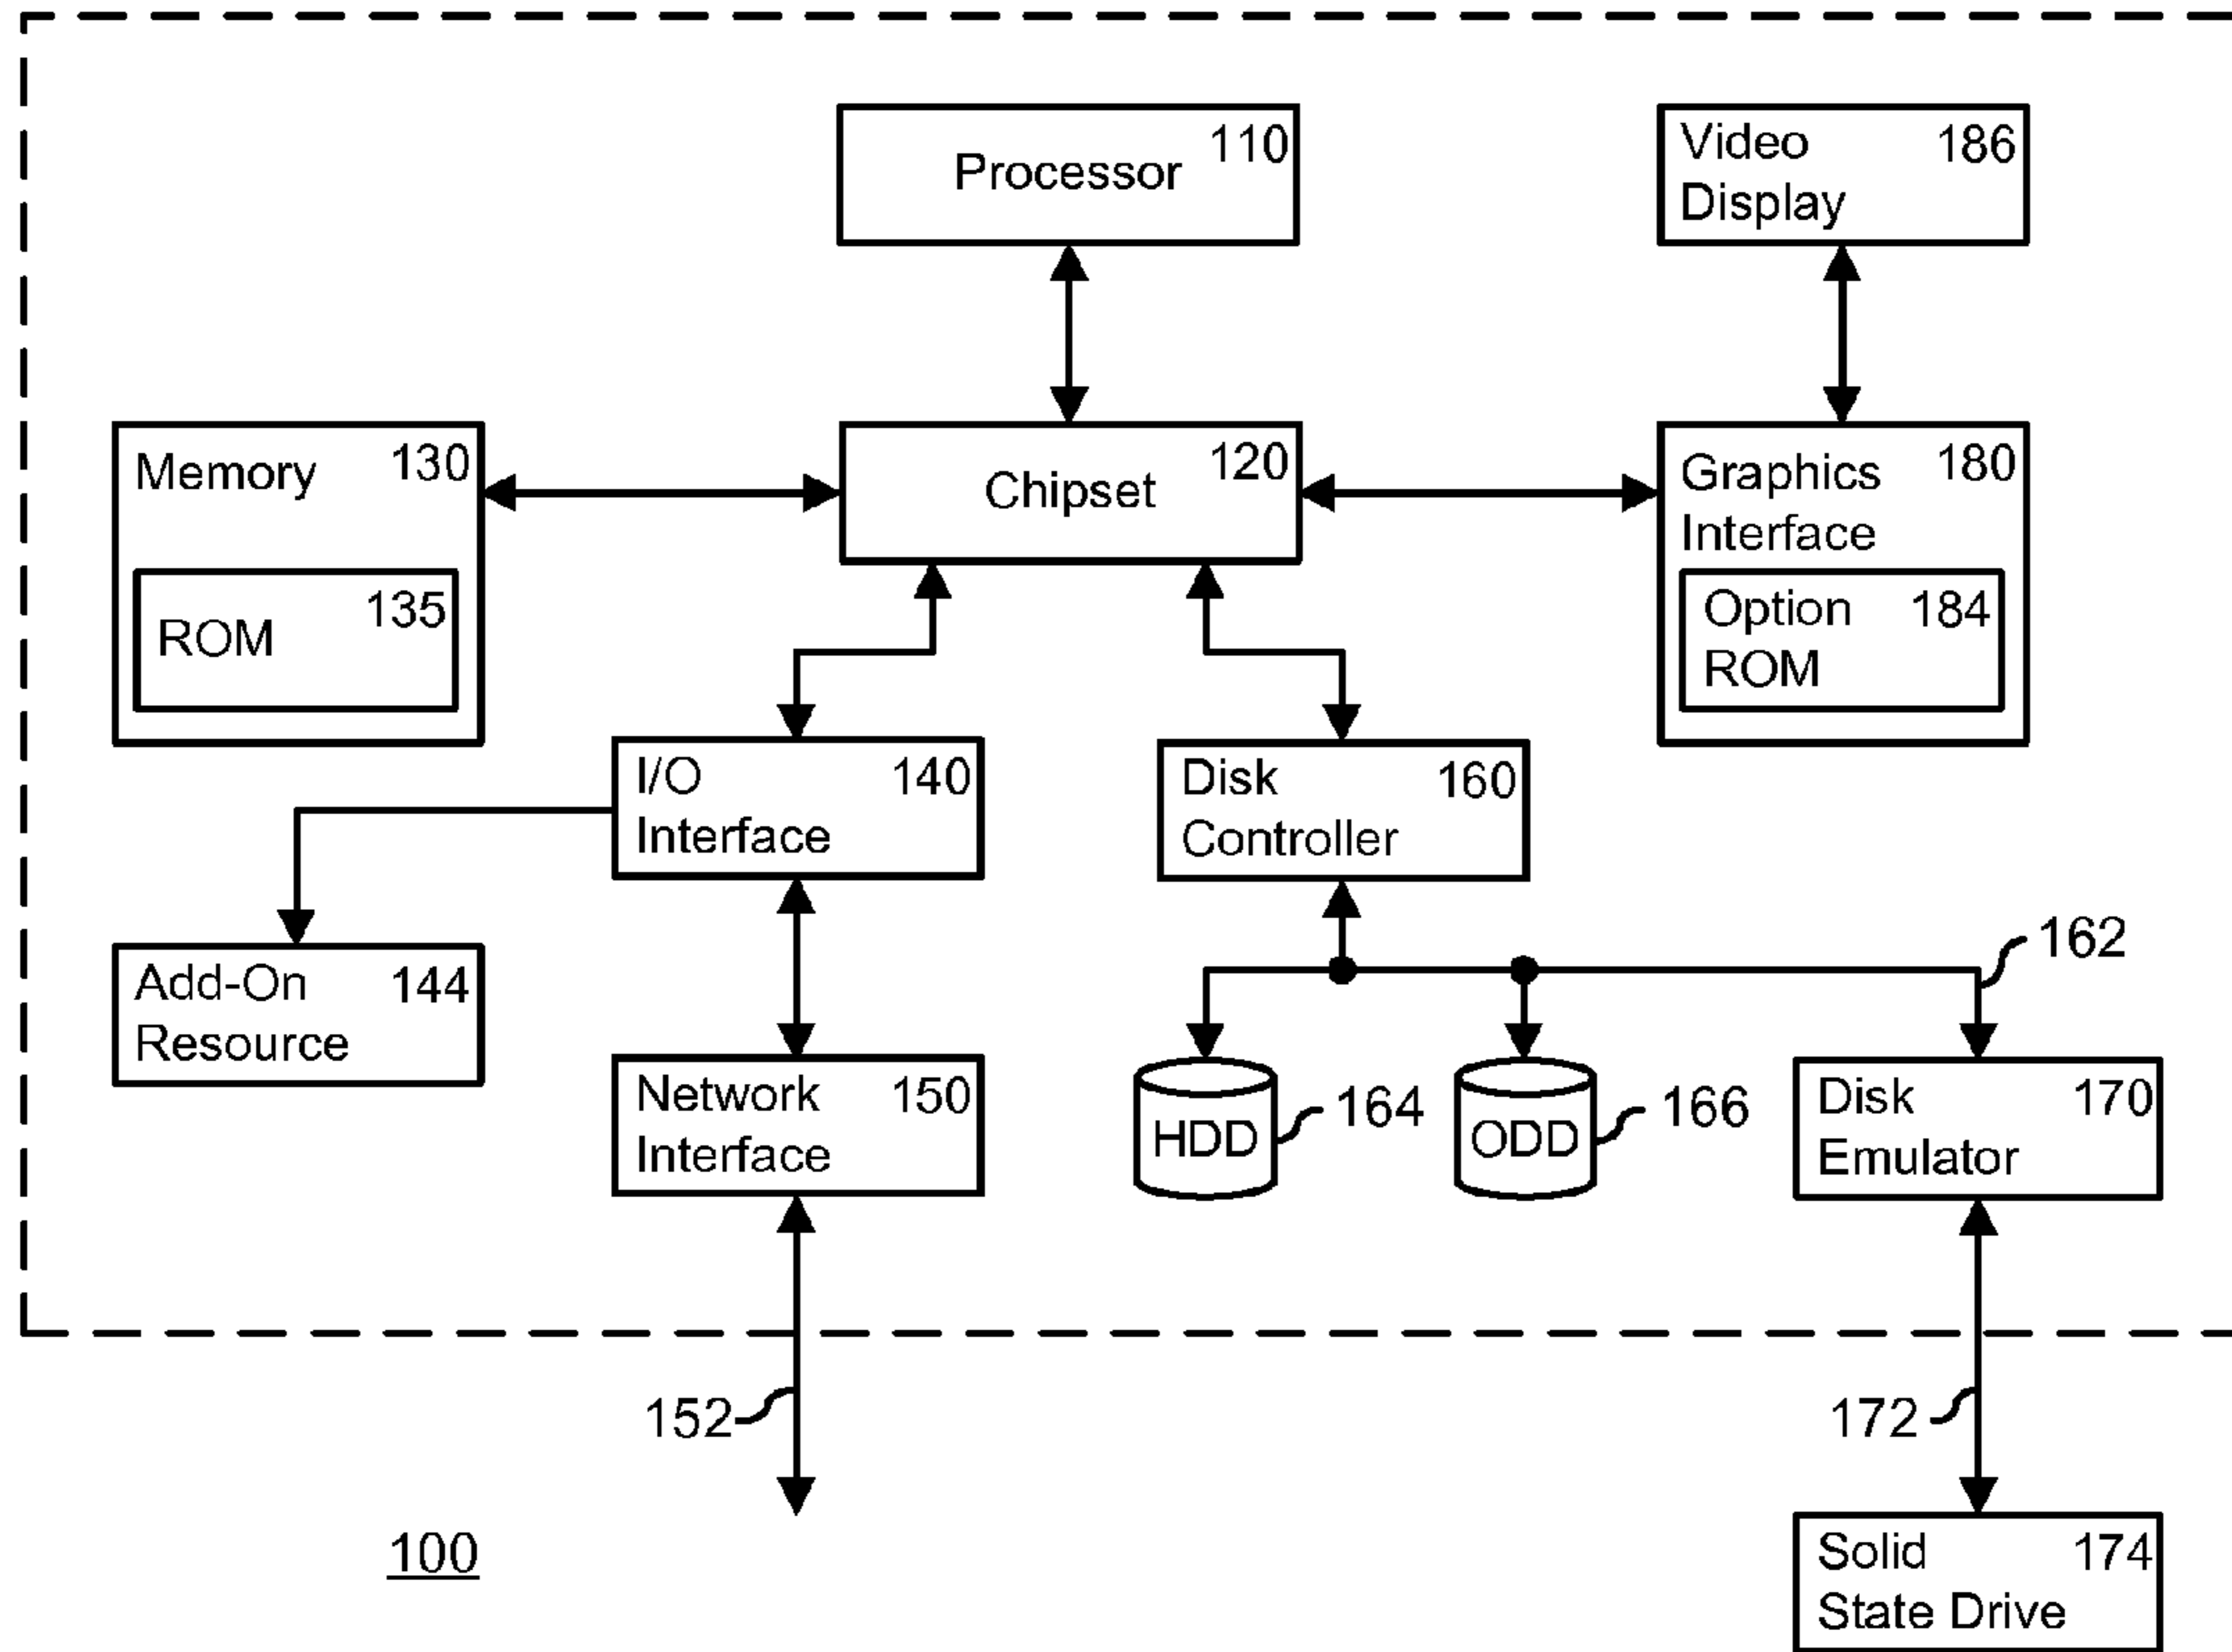 Processor 110
Video 186
Display
Memory 130
Chipset 120
Graphics 180
Interface
ROM 135
Option 184
ROM
I/O 140
Interface
Disk 160
Controller
162
Add-On 144
Resource
Network 150
Interface
HDD 164
ODD 166
Disk 170
Emulator
152
172
100
Solid 174
State Drive